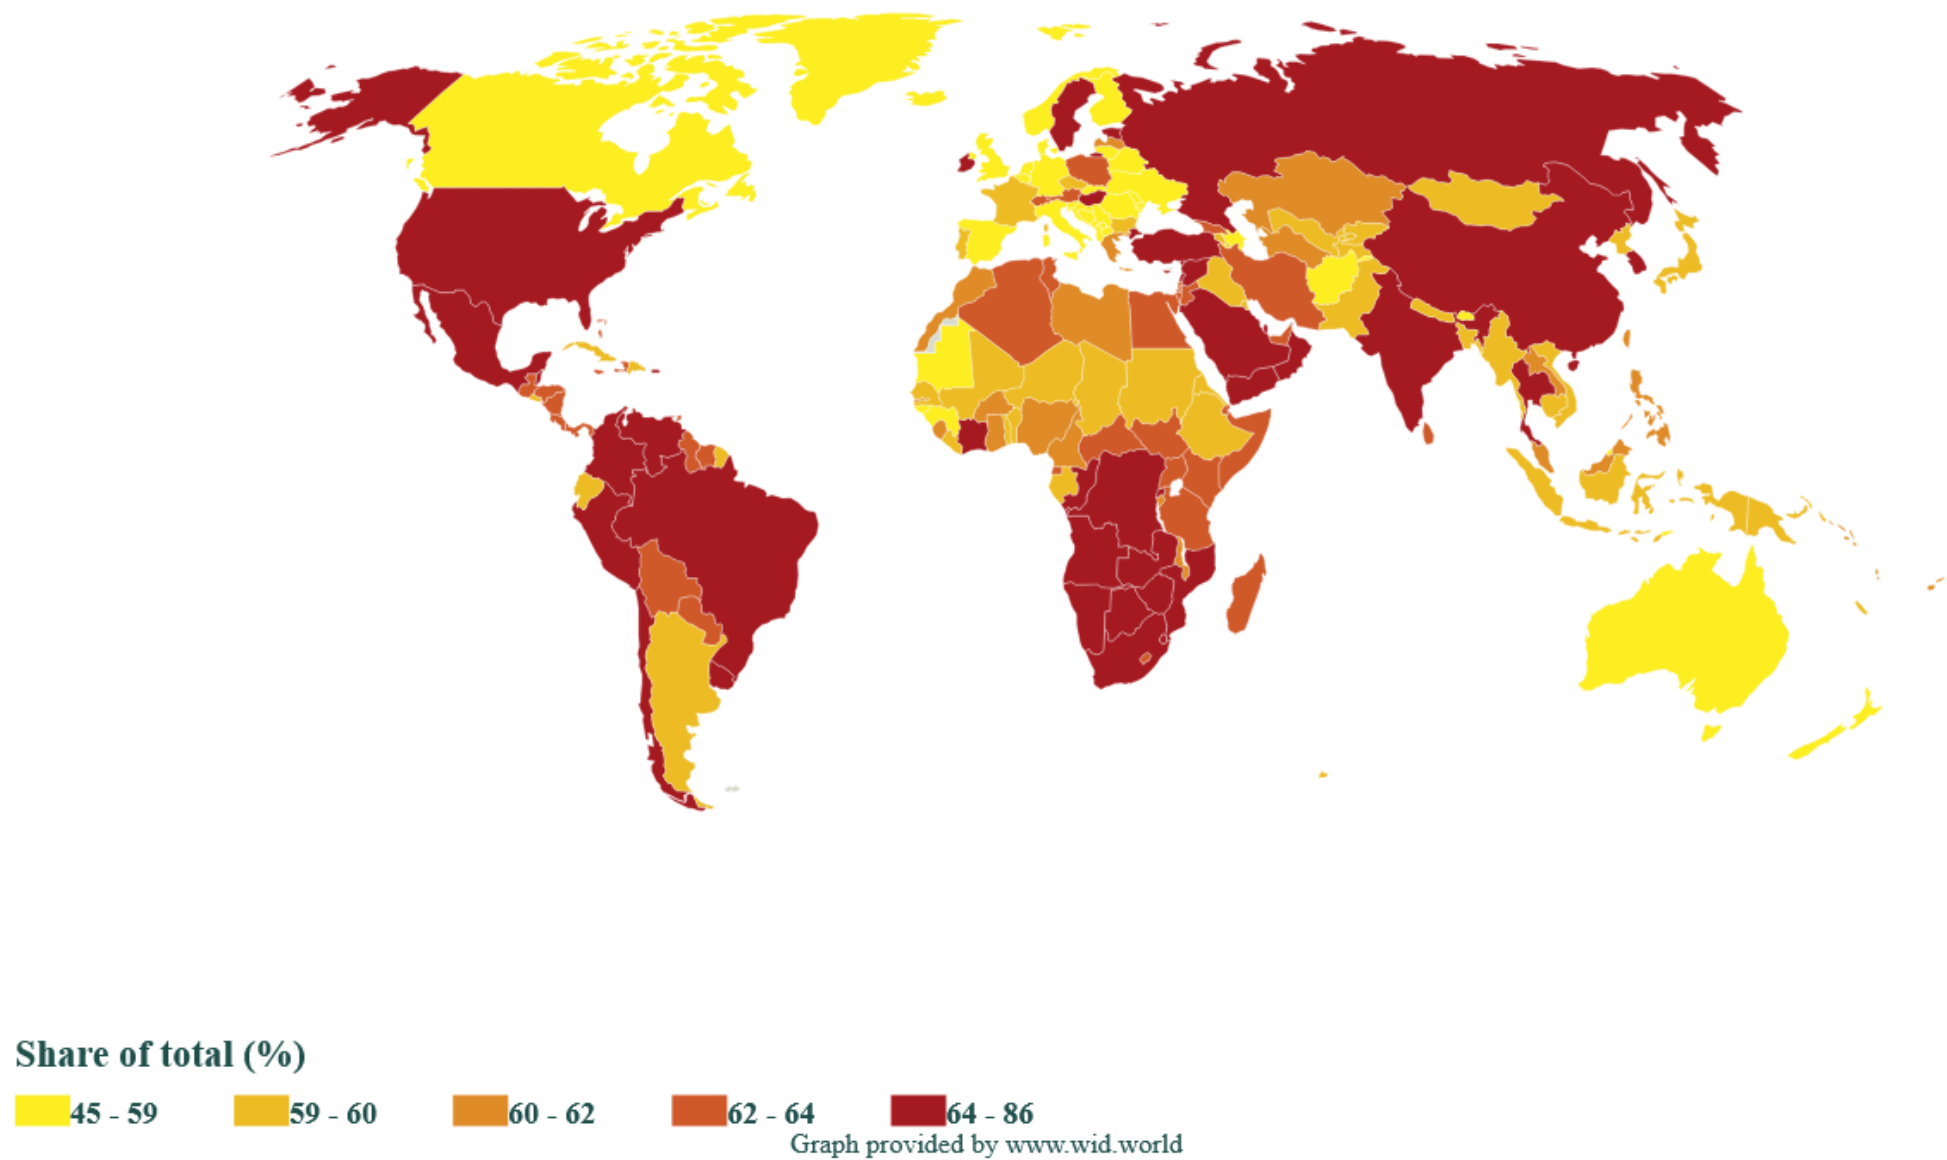 Share of total (%)
45 - 59
59 - 60
60 - 62
62 - 64
64 - 86
Graph provided by www.wid.world